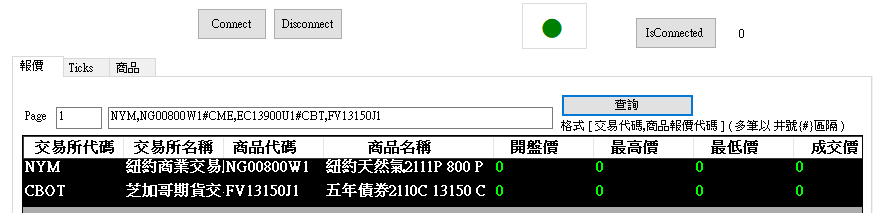 Connect Disconnect IsConnected 0
報價 Ticks 商品
查詢
Page 1 NYM,NG00800W1#CME,EC13900U1#CBT,FV13150J1
格式 [ 交易代碼,商品報價代碼 ] ( 多筆以 井號{#}區隔 )
交易所代碼 交易所名稱 商品代碼 商品名稱 開盤價 最高價 最低價 成交價
NYM 紐約商業交易 NG00800W1 紐約天然氣2111P 800 P 0 0 0 0
CBOT 芝加哥期貨交 FV13150J1 五年債券2110C 13150 C 0 0 0 0